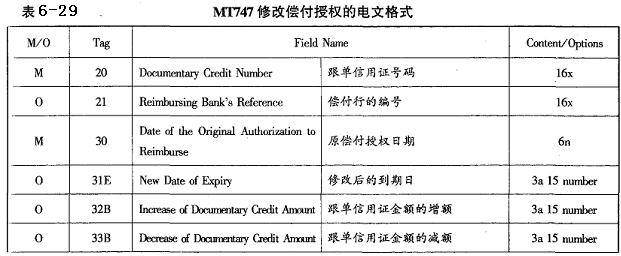 表6-29 MT747修改偿付授权的电文格式
M/O Tag Field Name Content/Options
M 20 Documentary Credit Number 跟单信用证号码 16x
O 21 Reimbursing Bank's Reference 偿付行的编号 16x
M 30 Date of the Original Authorization to Reimburse 原偿付授权日期 6n
O 31E New Date of Expiry 修改后的到期日 3a 15 number
O 32B Increase of Documentary Credit Amount 跟单信用证金额的增额 3a 15 number
O 33B Decrease of Documentary Credit Amount 跟单信用证金额的减额 3a 15 number